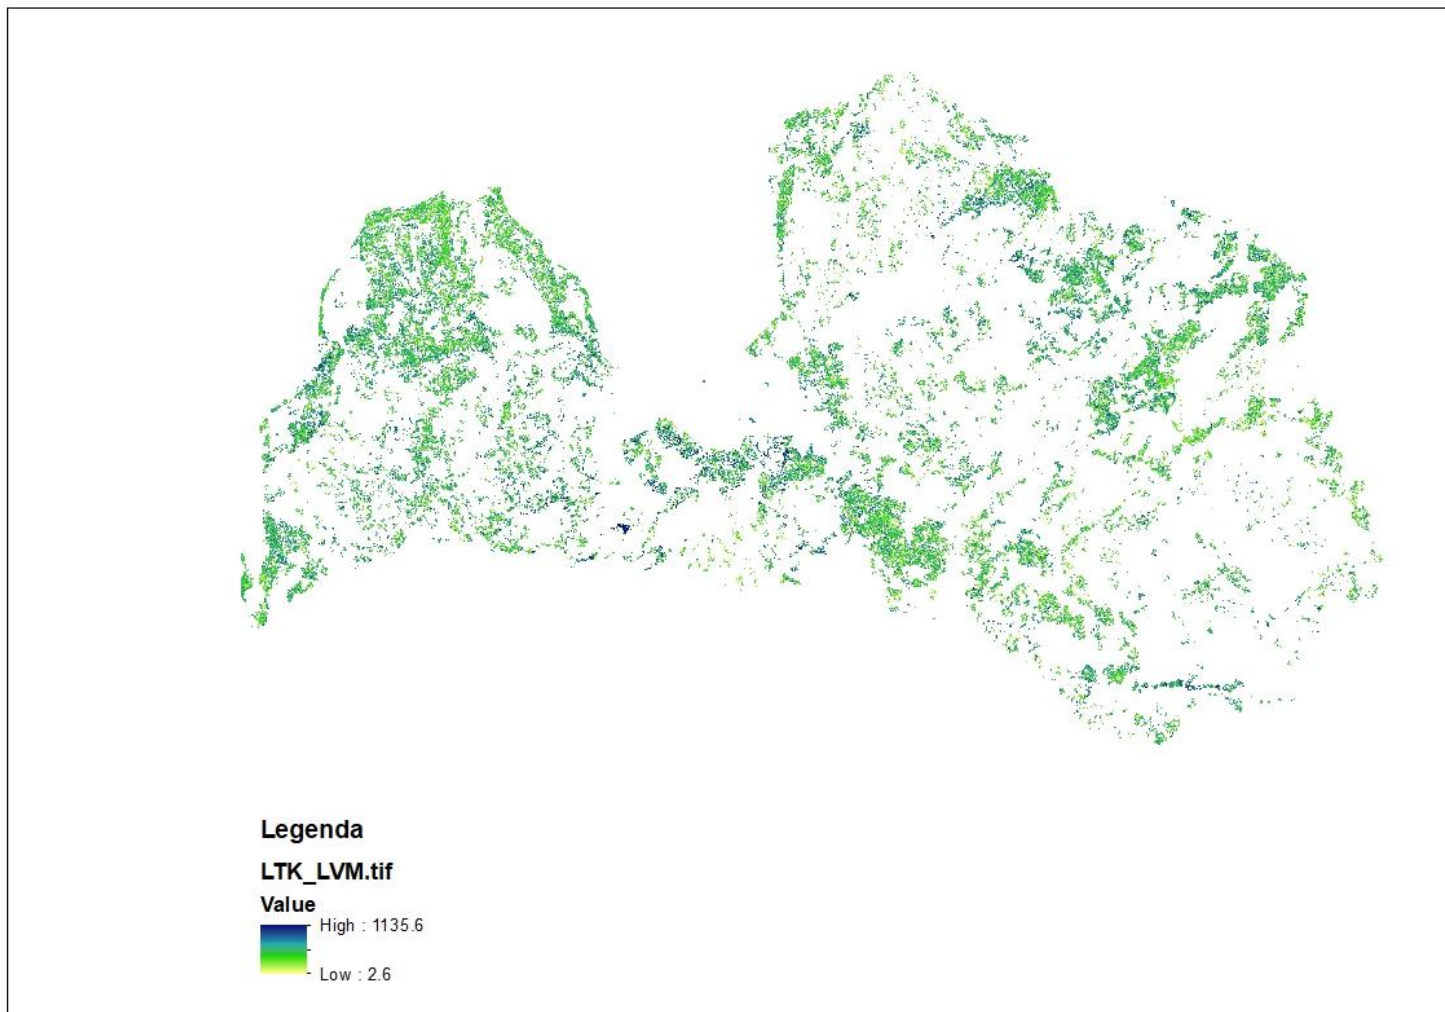 Legenda
LTK_LVM.tif
Value
High : 1135.6
Low : 2.6